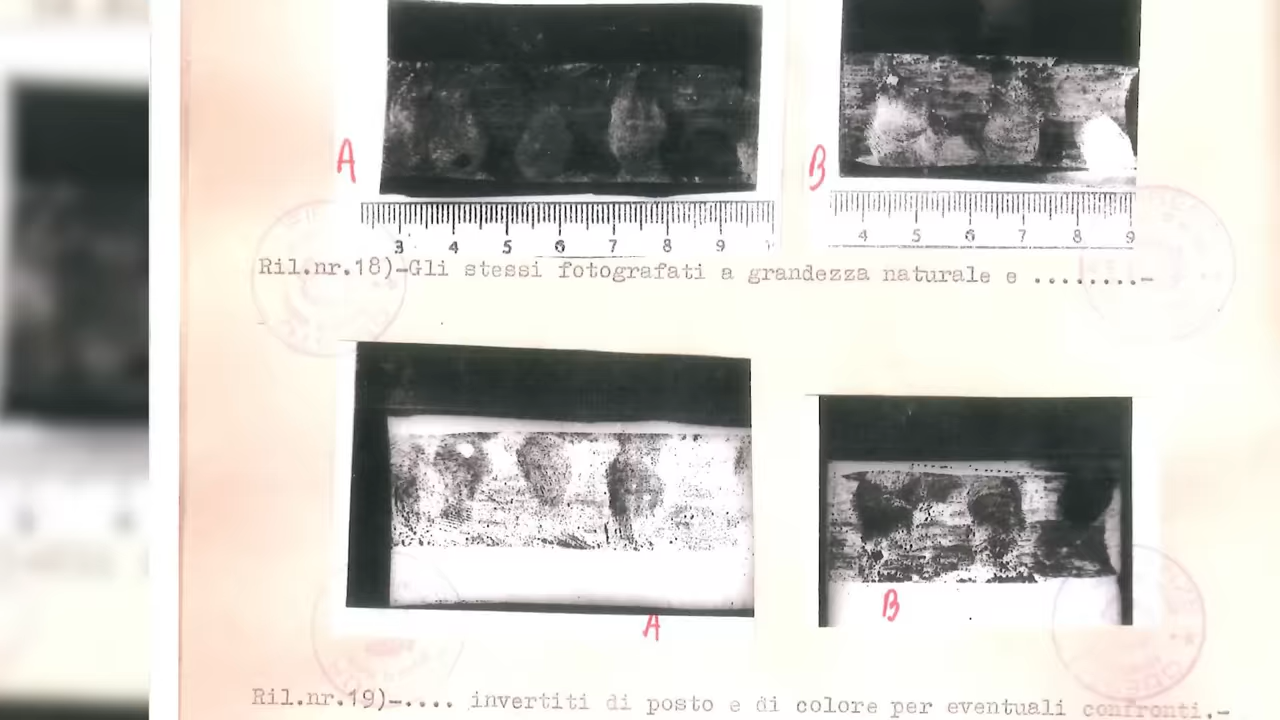 A
B
3 4 5 6 7 8 9
4 5 6 7 8 9
Ril.nr.18)-Gli stessi fotografati a grandezza naturale e ........-
A
B
Ril.nr.19)-.... invertiti di posto e di colore per eventuali confronti.-